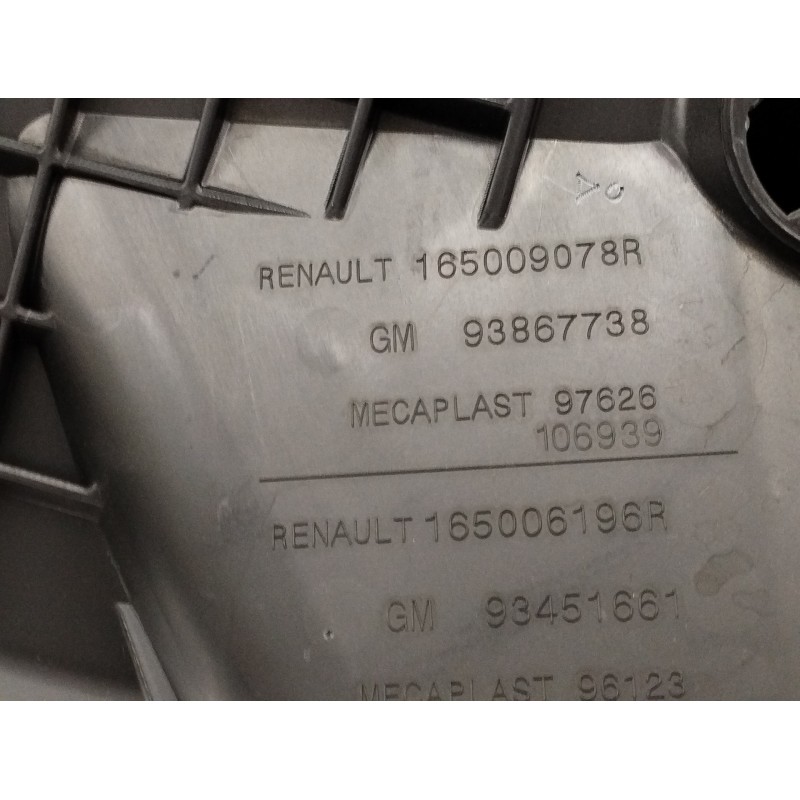 RENAULT 165009078R
GM 93867738
MECAPLAST 97626
106939
RENAULT 165006196R
GM 93451661
MECAPLAST 96123